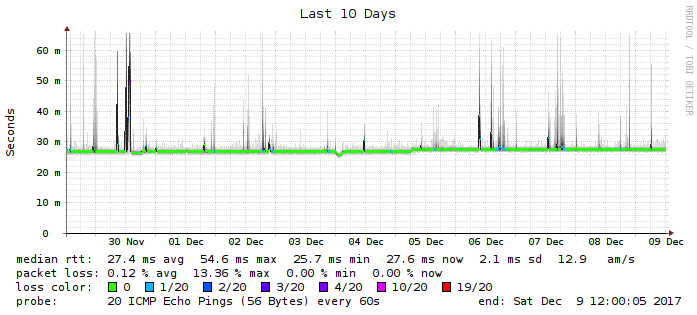 Last 10 Days
RRDTOOL / TOBI OETIKER
Seconds
60 m
50 m
40 m
30 m
20 m
10 m
0
30 Nov 01 Dec 02 Dec 03 Dec 04 Dec 05 Dec 06 Dec 07 Dec 08 Dec 09 Dec
median rtt: 27.4 ms avg 54.6 ms max 25.7 ms min 27.6 ms now 2.1 ms sd 12.9 am/s
packet loss: 0.12 % avg 13.36 % max 0.00 % min 0.00 % now
loss color: 0 1/20 2/20 3/20 4/20 10/20 19/20
probe: 20 ICMP Echo Pings (56 Bytes) every 60s end: Sat Dec 9 12:00:05 2017